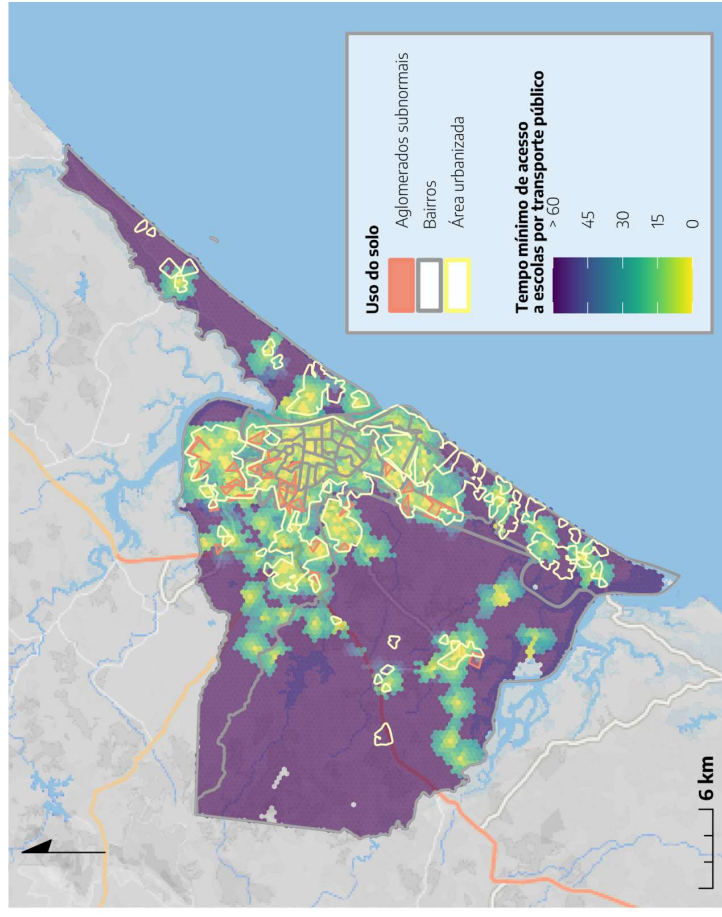 Uso do solo
Aglomerados subnormais
Bairros
Área urbanizada
Tempo mínimo de acesso
a escolas por transporte público
> 60
45
30
15
0
6 km